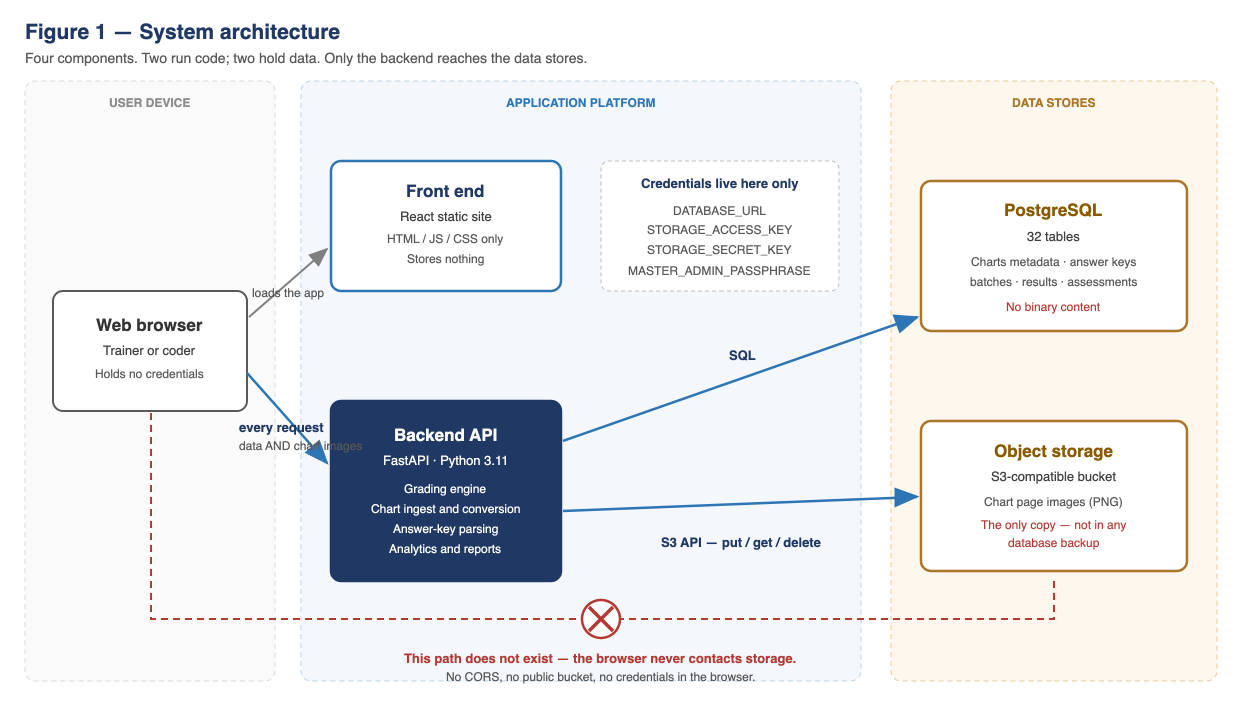 Figure 1 — System architecture
Four components. Two run code; two hold data. Only the backend reaches the data stores.
USER DEVICE
Web browser
Trainer or coder
Holds no credentials
loads the app
every request
data AND chart images
APPLICATION PLATFORM
Front end
React static site
HTML / JS / CSS only
Stores nothing
Credentials live here only
DATABASE_URL
STORAGE_ACCESS_KEY
STORAGE_SECRET_KEY
MASTER_ADMIN_PASSPHRASE
Backend API
FastAPI · Python 3.11
Grading engine
Chart ingest and conversion
Answer-key parsing
Analytics and reports
SQL
S3 API — put / get / delete
DATA STORES
PostgreSQL
32 tables
Charts metadata · answer keys
batches · results · assessments
No binary content
Object storage
S3-compatible bucket
Chart page images (PNG)
The only copy — not in any
database backup
This path does not exist — the browser never contacts storage.
No CORS, no public bucket, no credentials in the browser.